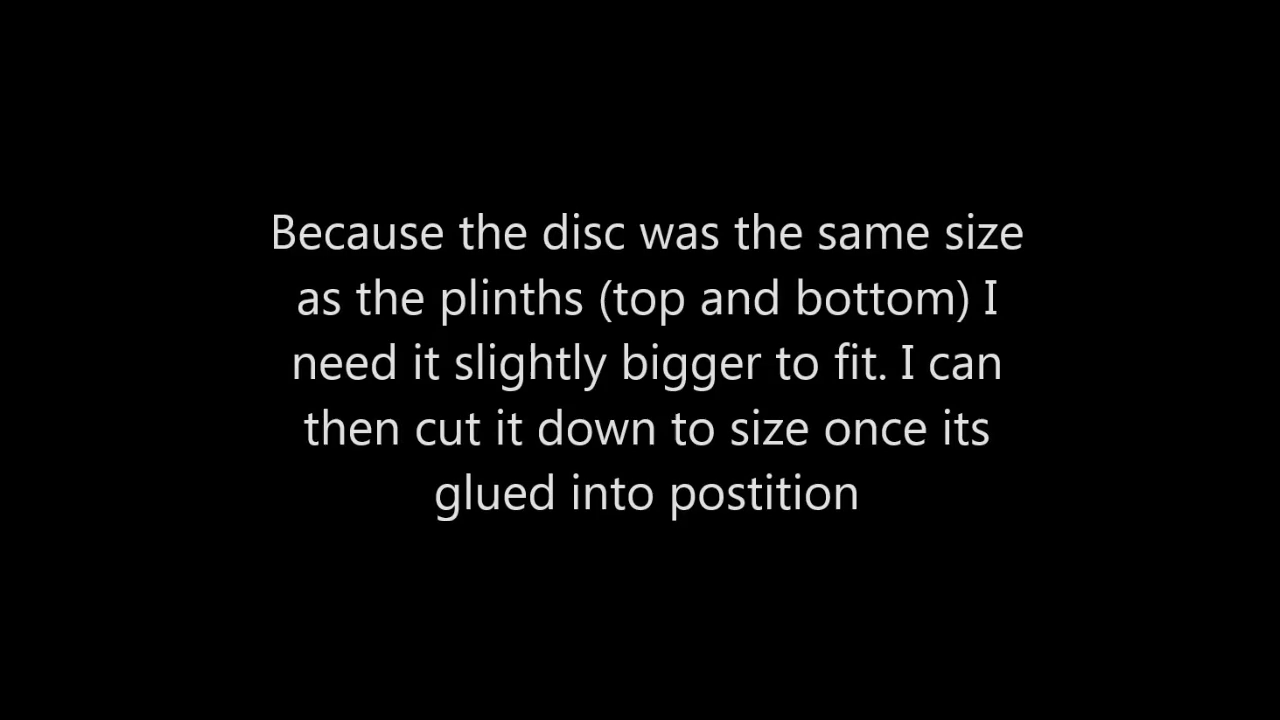 Because the disc was the same size
as the plinths (top and bottom) I
need it slightly bigger to fit. I can
then cut it down to size once its
glued into postition